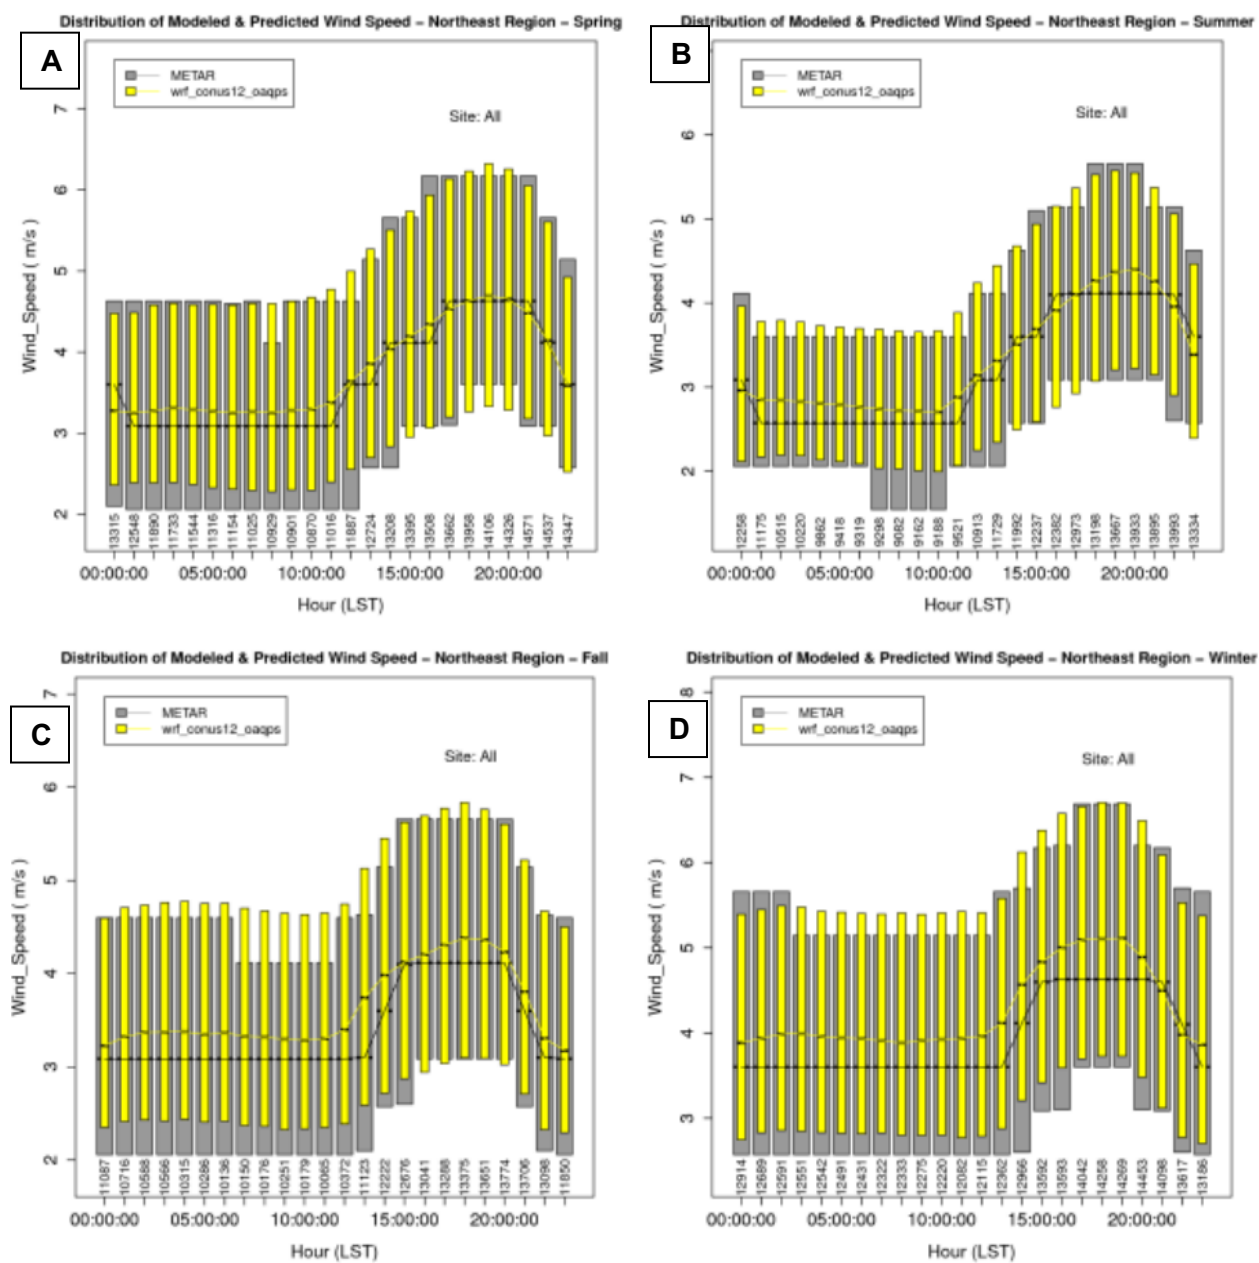 Distribution of Modeled & Predicted Wind Speed – Northeast Region – Spring
A
METAR
wrf_conus12_oaqps
Site: All
Wind_Speed ( m/s )
7
6
5
4
3
2
13315 12548 11890 11733 11544 11316 11154 11025 10929 10901 10870 11016 11887 12724 13208 13395 13508 13662 13958 14106 14326 14571 14537 14347
00:00:00 05:00:00 10:00:00 15:00:00 20:00:00
Hour (LST)
Distribution of Modeled & Predicted Wind Speed – Northeast Region – Summer
B
METAR
wrf_conus12_oaqps
Site: All
Wind_Speed ( m/s )
6
5
4
3
2
12258 11175 10515 10220 9862 9418 9319 9298 9082 9162 9188 9521 10913 11729 11992 12237 12382 12973 13198 13667 13933 13895 13993 13334
00:00:00 05:00:00 10:00:00 15:00:00 20:00:00
Hour (LST)
Distribution of Modeled & Predicted Wind Speed – Northeast Region – Fall
C
METAR
wrf_conus12_oaqps
Site: All
Wind_Speed ( m/s )
7
6
5
4
3
2
11087 10716 10588 10566 10315 10286 10136 10150 10176 10251 10179 10065 10372 11123 12222 12676 13041 13288 13375 13651 13774 13706 13098 11850
00:00:00 05:00:00 10:00:00 15:00:00 20:00:00
Hour (LST)
Distribution of Modeled & Predicted Wind Speed – Northeast Region – Winter
D
METAR
wrf_conus12_oaqps
Site: All
Wind_Speed ( m/s )
8
7
6
5
4
3
12914 12689 12591 12551 12542 12491 12431 12322 12333 12275 12220 12082 12115 12362 12966 13592 13593 14042 14258 14269 14453 14098 13617 13186
00:00:00 05:00:00 10:00:00 15:00:00 20:00:00
Hour (LST)